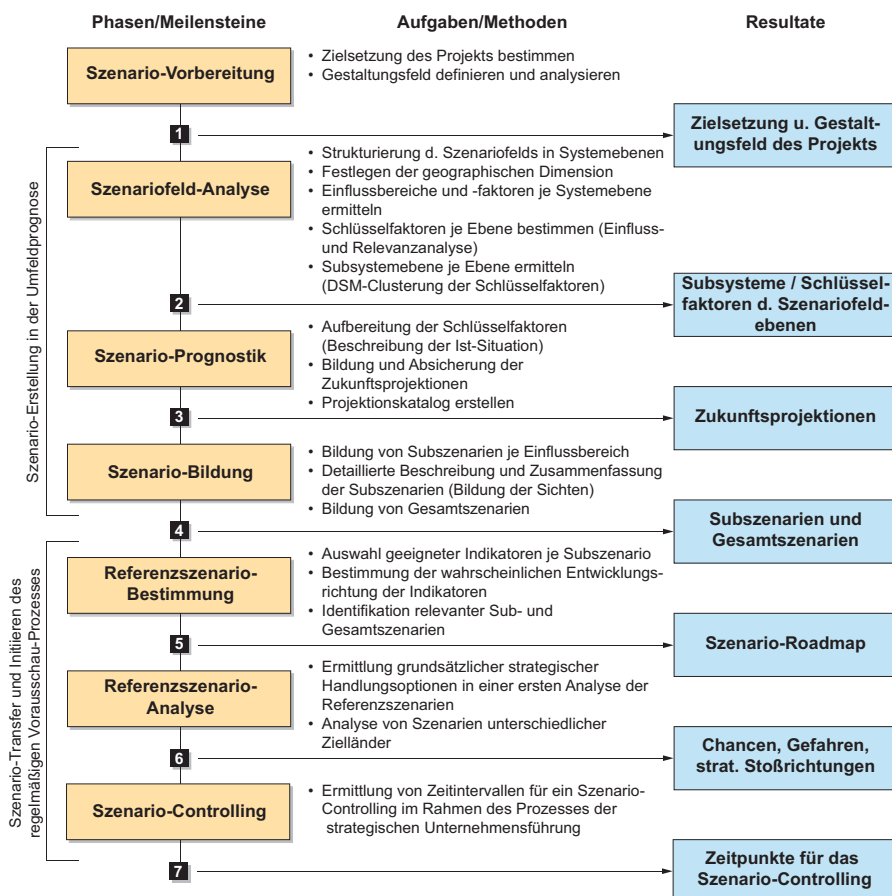 Phasen/Meilensteine
Aufgaben/Methoden
Resultate
Szenario-Vorbereitung
• Zielsetzung des Projekts bestimmen
• Gestaltungsfeld definieren und analysieren
1
Zielsetzung u. Gestalt-
ungsfeld des Projekts
Szenario-Erstellung in der Umfeldprognose
Szenariofeld-Analyse
• Strukturierung d. Szenariofelds in Systemebenen
• Festlegen der geographischen Dimension
• Einflussbereiche und -faktoren je Systemebene
ermitteln
• Schlüsselfaktoren je Ebene bestimmen (Einfluss-
und Relevanzanalyse)
• Subsystemebene je Ebene ermitteln
(DSM-Clusterung der Schlüsselfaktoren)
2
Subsysteme / Schlüssel-
faktoren d. Szenariofeld-
ebenen
Szenario-Prognostik
• Aufbereitung der Schlüsselfaktoren
(Beschreibung der Ist-Situation)
• Bildung und Absicherung der
Zukunftsprojektionen
• Projektionskatalog erstellen
3
Zukunftsprojektionen
Szenario-Bildung
• Bildung von Subszenarien je Einflussbereich
• Detaillierte Beschreibung und Zusammenfassung
der Subszenarien (Bildung der Sichten)
• Bildung von Gesamtszenarien
4
Subszenarien und
Gesamtszenarien
Szenario-Transfer und Initiieren des
regelmäßigen Vorausschau-Prozesses
Referenzszenario-
Bestimmung
• Auswahl geeigneter Indikatoren je Subszenario
• Bestimmung der wahrscheinlichen Entwicklungs-
richtung der Indikatoren
• Identifikation relevanter Sub- und
Gesamtszenarien
5
Szenario-Roadmap
Referenzszenario-
Analyse
• Ermittlung grundsätzlicher strategischer
Handlungsoptionen in einer ersten Analyse der
Referenzszenarien
• Analyse von Szenarien unterschiedlicher
Zielländer
6
Chancen, Gefahren,
strat. Stoßrichtungen
Szenario-Controlling
• Ermittlung von Zeitintervallen für ein Szenario-
Controlling im Rahmen des Prozesses der
strategischen Unternehmensführung
7
Zeitpunkte für das
Szenario-Controlling